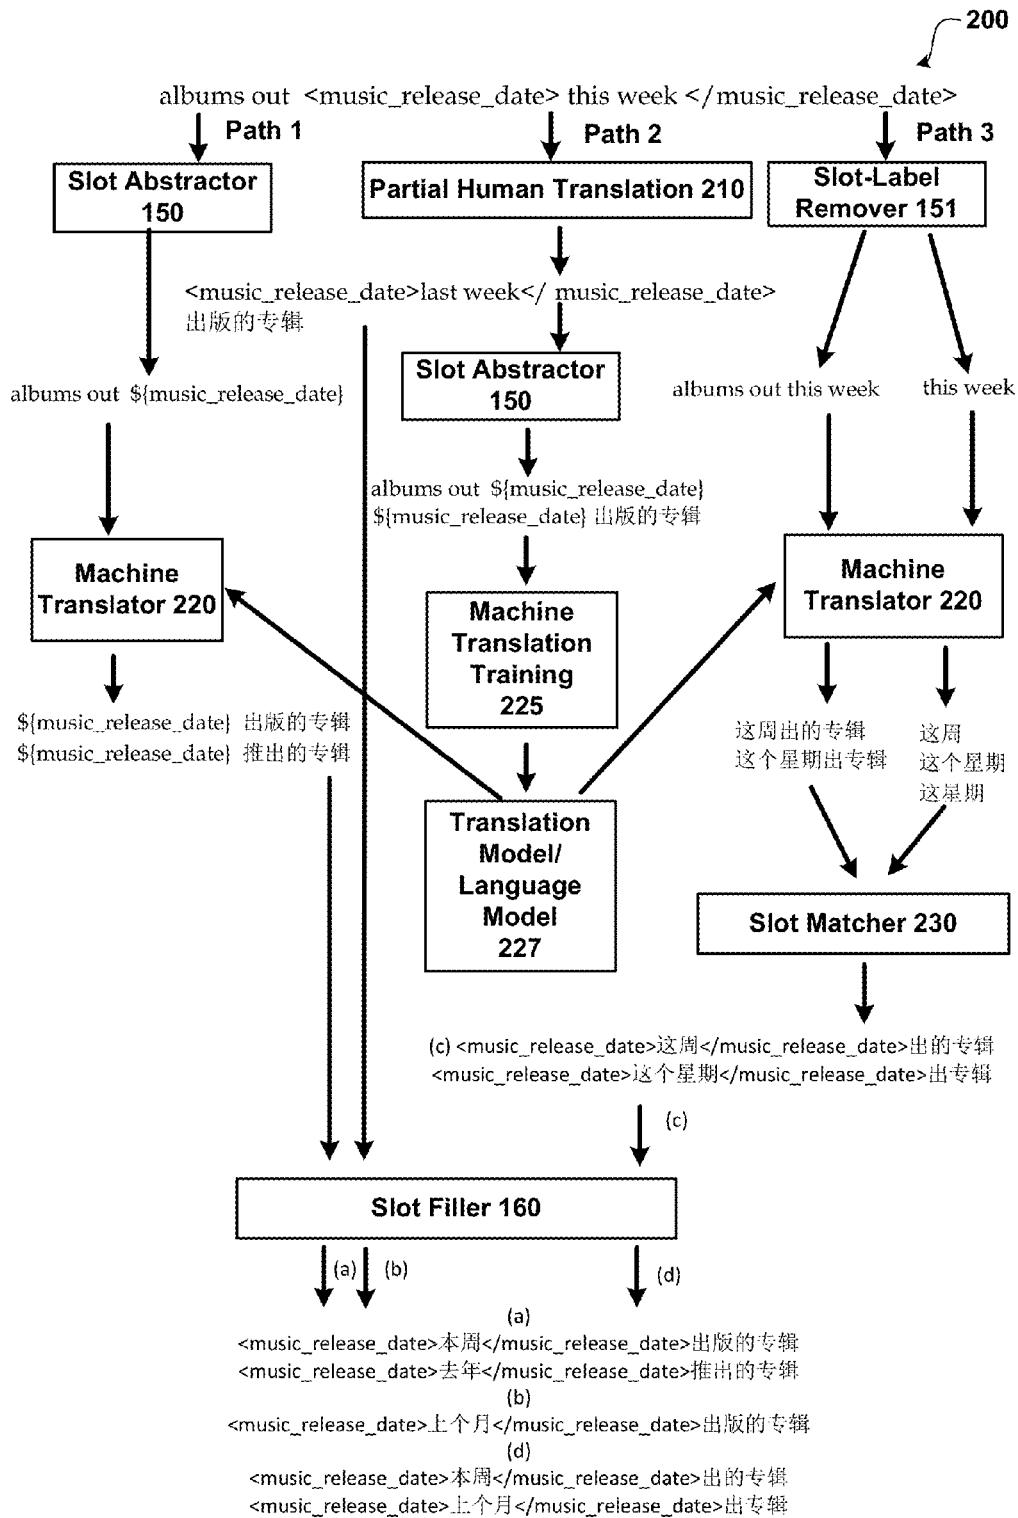 200
albums out <music_release_date> this week </music_release_date>
Path 1
Path 2
Path 3
Slot Abstractor
150
Partial Human Translation 210
Slot-Label
Remover 151
<music_release_date>last week</ music_release_date>
出版的专辑
Slot Abstractor
150
albums out ${music_release_date}
albums out this week
this week
albums out ${music_release_date}
${music_release_date} 出版的专辑
Machine
Translator 220
Machine
Translation
Training
225
Machine
Translator 220
${music_release_date} 出版的专辑
${music_release_date} 推出的专辑
这周出的专辑
这个星期出专辑
这周
这个星期
这星期
Translation
Model/
Language
Model
227
Slot Matcher 230
(c) <music_release_date>这周</music_release_date>出的专辑
<music_release_date>这个星期</music_release_date>出专辑
(c)
Slot Filler 160
(a)
(b)
(d)
(a)
<music_release_date>本周</music_release_date>出版的专辑
<music_release_date>去年</music_release_date>推出的专辑
(b)
<music_release_date>上个月</music_release_date>出版的专辑
(d)
<music_release_date>本周</music_release_date>出的专辑
<music_release_date>上个月</music_release_date>出专辑